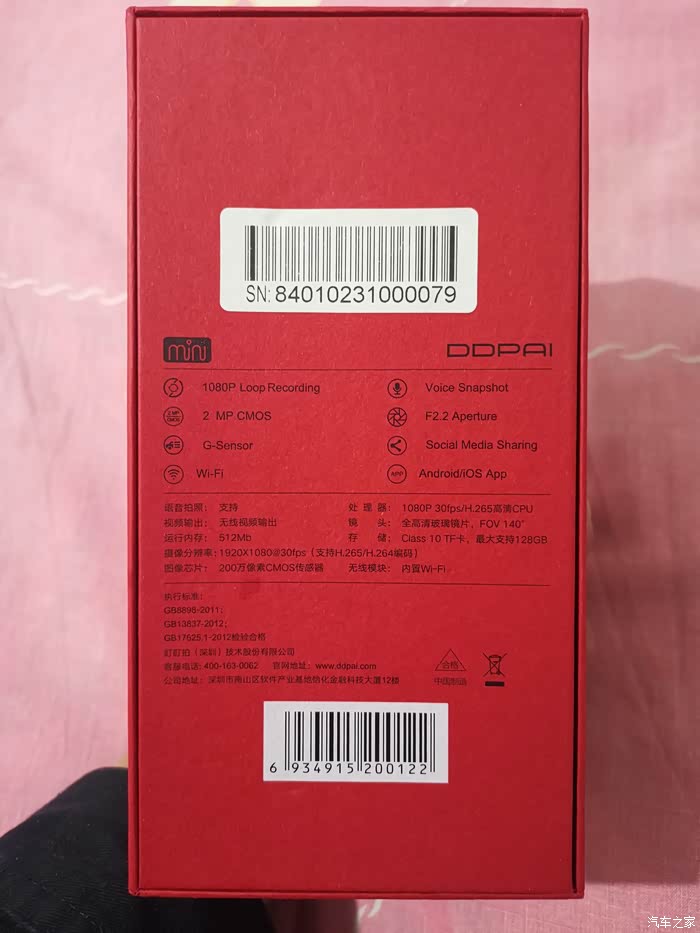 SN: 84010231000079
mini DDPAI
1080P Loop Recording Voice Snapshot
2 MP CMOS 2 MP CMOS F2.2 Aperture
G-Sensor Social Media Sharing
Wi-Fi APP Android/iOS App
语音拍照： 支持 处 理 器： 1080P 30fps/H.265高清CPU
视频输出： 无线视频输出 镜 头： 全高清玻璃镜片，FOV 140°
运行内存： 512Mb 存 储： Class 10 TF卡，最大支持128GB
摄像分辨率：1920X1080@30fps（支持H.265/H.264编码）
图像芯片： 200万像素CMOS传感器 无线模块： 内置Wi-Fi
执行标准：
GB8898-2011；
GB13837-2012；
GB17625.1-2012检验合格
盯盯拍（深圳）技术股份有限公司
客服电话: 400-163-0062 官网地址：www.ddpai.com
公司地址：深圳市南山区软件产业基地信化金融科技大厦12楼
合格
中国制造
6 934915 200122
汽车之家